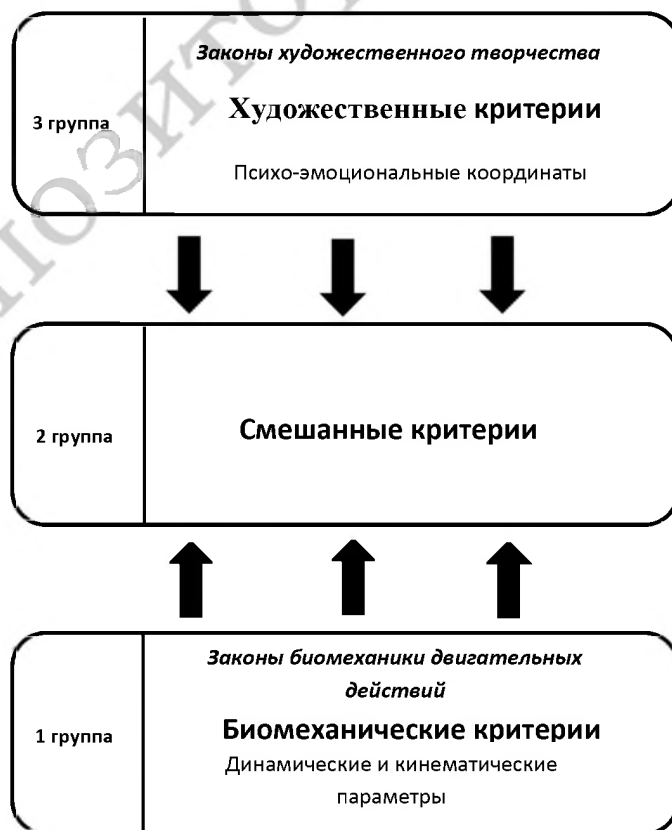 Законы художественного творчества
3 группа
Художественные критерии
Психо-эмоциональные координаты
2 группа
Смешанные критерии
Законы биомеханики двигательных
действий
1 группа
Биомеханические критерии
Динамические и кинематические
параметры